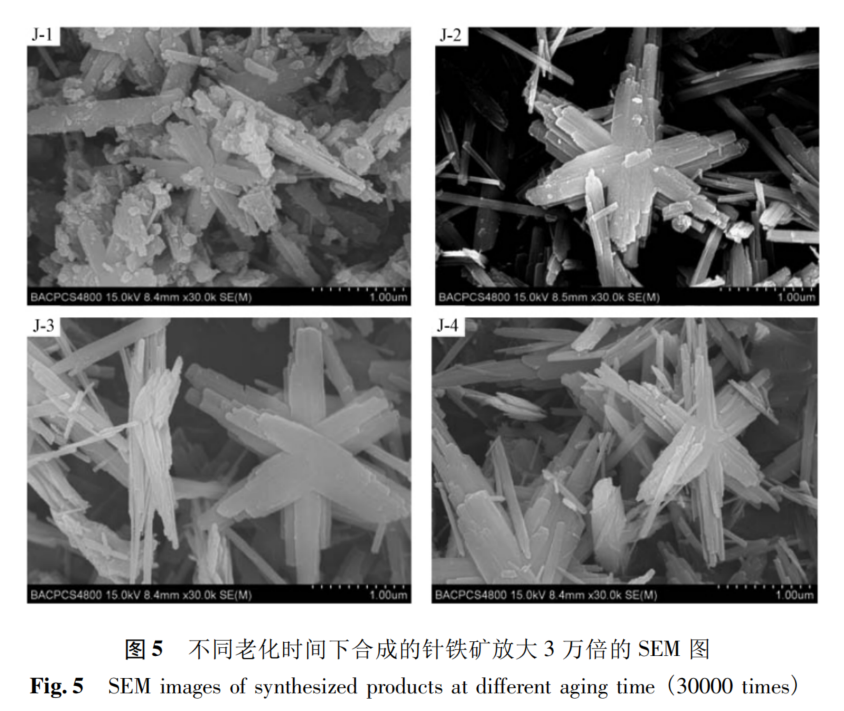 J-1
J-2
BACPCS4800 15.0kV 8.4mm x30.0k SE(M) 1.00um
BACPCS4800 15.0kV 8.5mm x30.0k SE(M) 1.00um
J-3
J-4
BACPCS4800 15.0kV 8.4mm x30.0k SE(M) 1.00um
BACPCS4800 15.0kV 8.4mm x30.0k SE(M) 1.00um
图 5 不同老化时间下合成的针铁矿放大 3 万倍的 SEM 图
Fig. 5 SEM images of synthesized products at different aging time (30000 times)